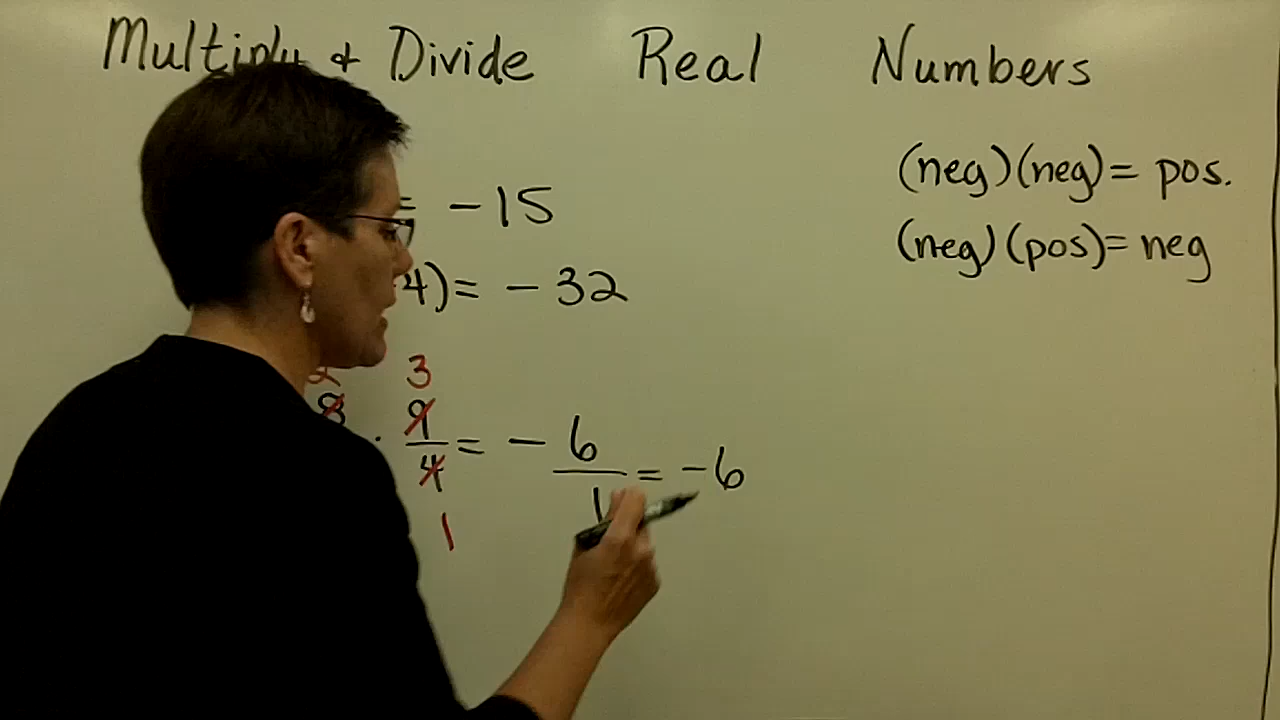 Multiply & Divide Real Numbers
(neg)(neg) = pos.
(neg)(pos) = neg
= -15
4) = -32
2 3
8 · 9/4 = - 6/1 = -6
1